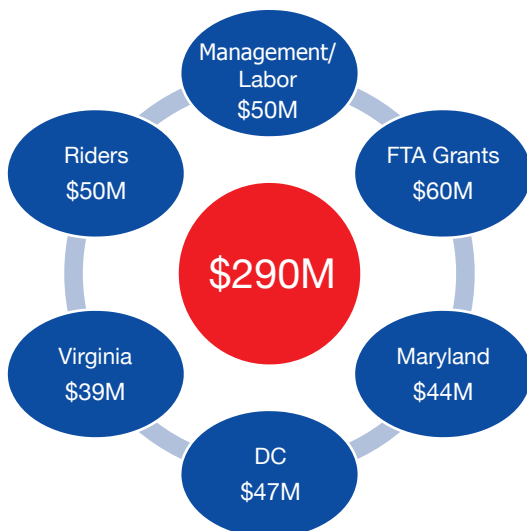 Management/
Labor
$50M
Riders
$50M
FTA Grants
$60M
$290M
Virginia
$39M
Maryland
$44M
DC
$47M